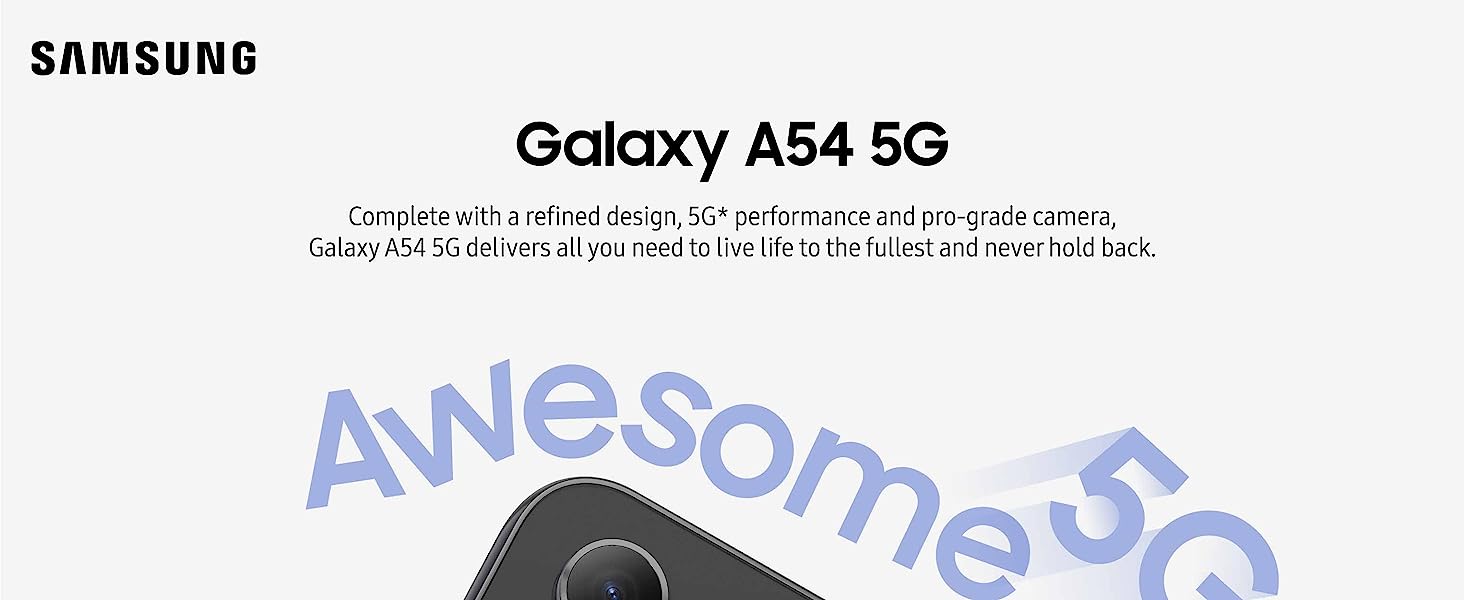 SAMSUNG
Galaxy A54 5G
Complete with a refined design, 5G* performance and pro-grade camera,
Galaxy A54 5G delivers all you need to live life to the fullest and never hold back.
Awesome 5G